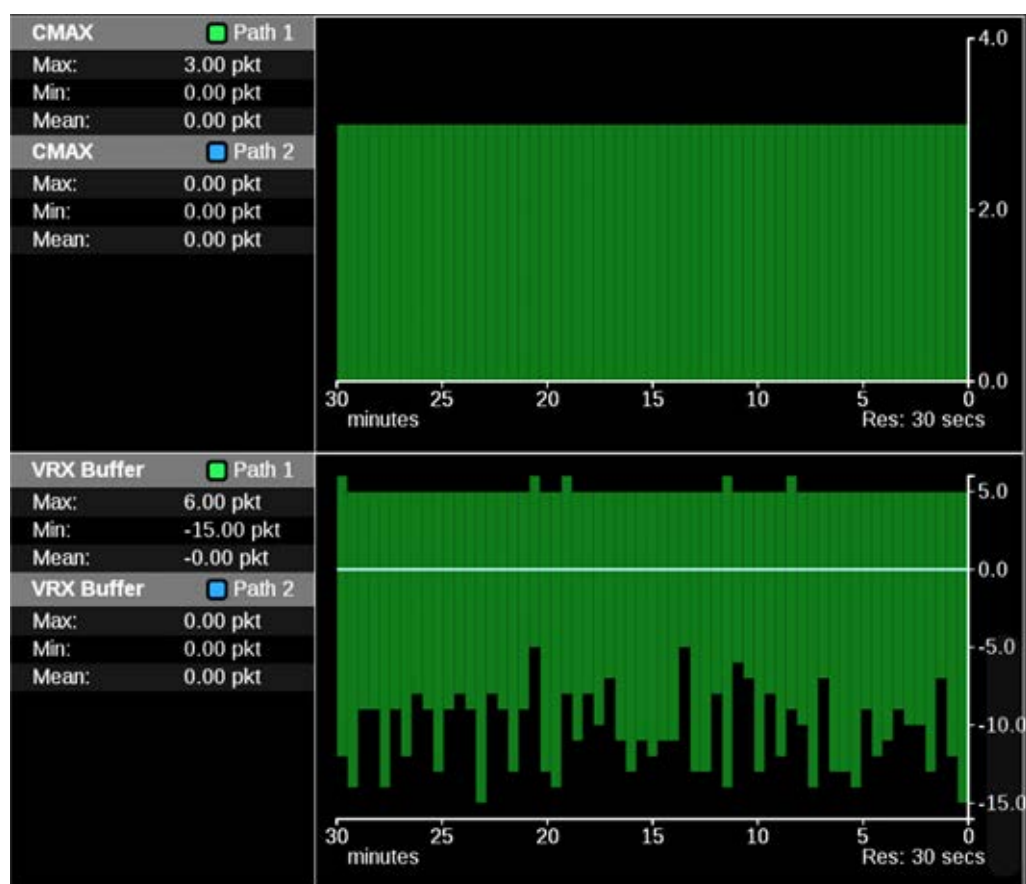 CMAX Path 1
Max: 3.00 pkt
Min: 0.00 pkt
Mean: 0.00 pkt
CMAX Path 2
Max: 0.00 pkt
Min: 0.00 pkt
Mean: 0.00 pkt
4.0
2.0
0.0
30 25 20 15 10 5 0
minutes Res: 30 secs
VRX Buffer Path 1
Max: 6.00 pkt
Min: -15.00 pkt
Mean: -0.00 pkt
VRX Buffer Path 2
Max: 0.00 pkt
Min: 0.00 pkt
Mean: 0.00 pkt
5.0
0.0
-5.0
-10.0
-15.0
30 25 20 15 10 5 0
minutes Res: 30 secs